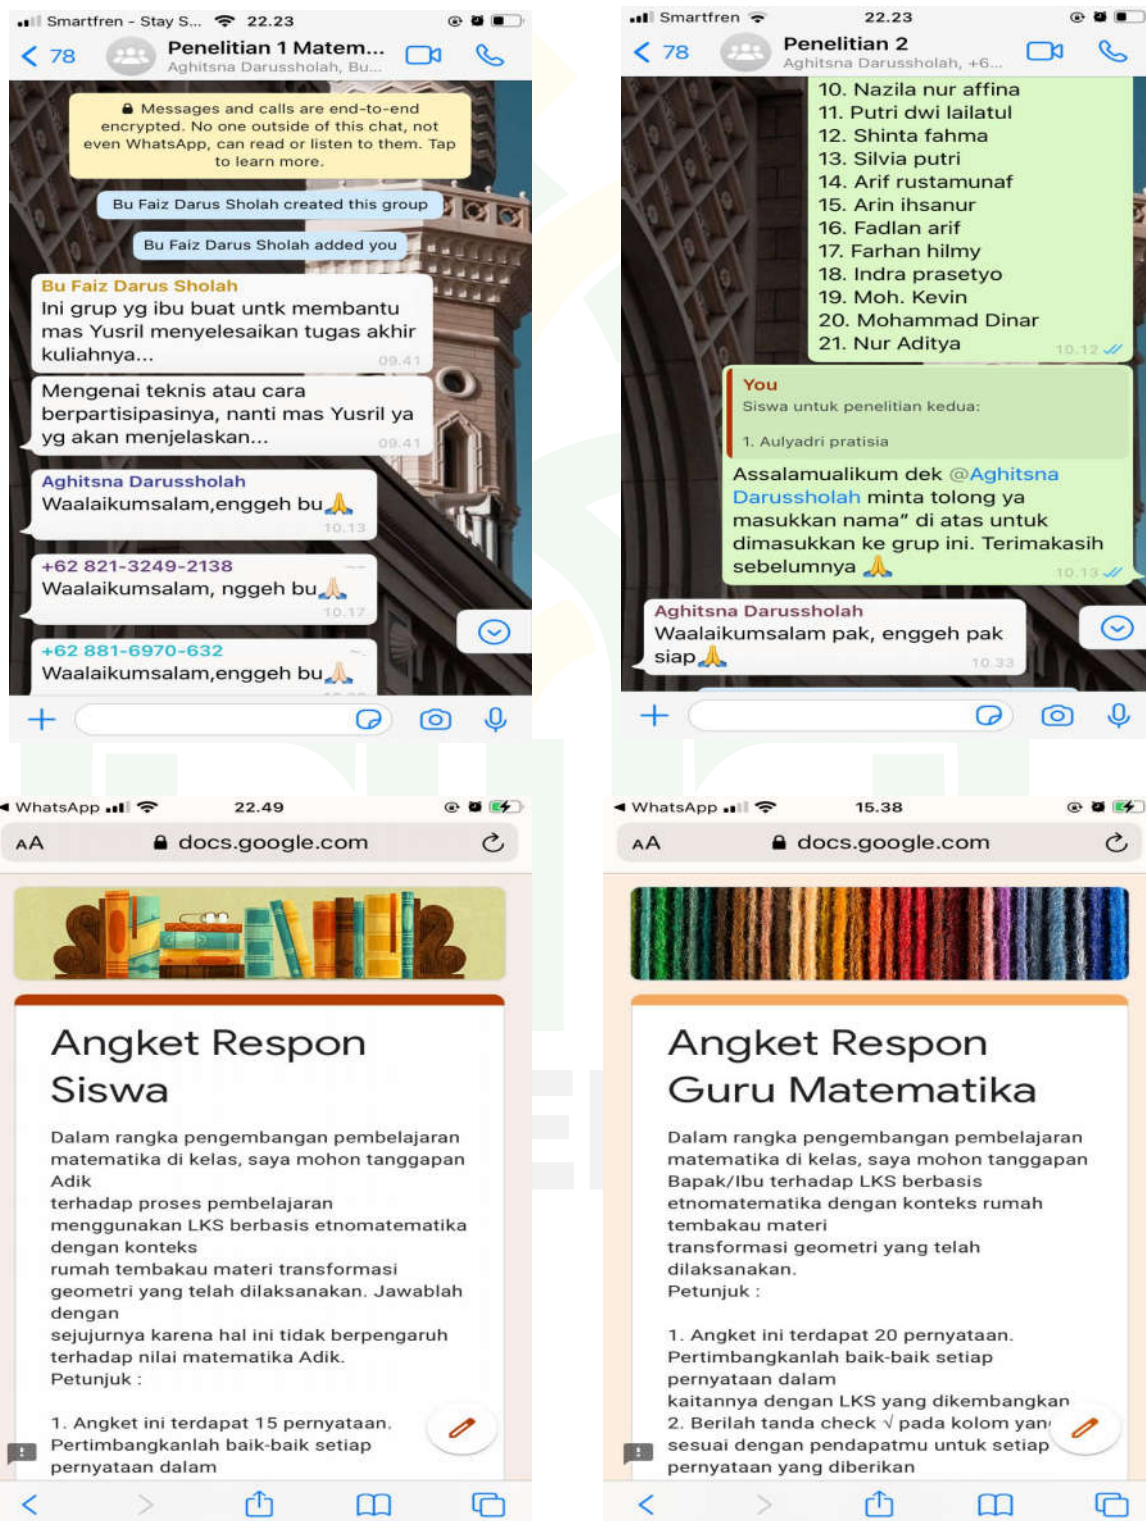 Smartfren - Stay S... 22.23
78
Penelitian 1 Matem...
Aghitsna Darussholah, Bu...
Messages and calls are end-to-end
encrypted. No one outside of this chat, not
even WhatsApp, can read or listen to them. Tap
to learn more.
Bu Faiz Darus Sholah created this group
Bu Faiz Darus Sholah added you
Bu Faiz Darus Sholah
Ini grup yg ibu buat untk membantu
mas Yusril menyelesaikan tugas akhir
kuliahnya...
09.41
Mengenai teknis atau cara
berpartisipasinya, nanti mas Yusril ya
yg akan menjelaskan...
09.41
Aghitsna Darussholah
Waalaikumsalam,enggeh bu🙏
10.13
+62 821-3249-2138
Waalaikumsalam, nggeh bu🙏🏻
10.17
+62 881-6970-632
Waalaikumsalam,enggeh bu🙏🏻
Smartfren 22.23
78
Penelitian 2
Aghitsna Darussholah, +6...
10. Nazila nur affina
11. Putri dwi lailatul
12. Shinta fahma
13. Silvia putri
14. Arif rustamunaf
15. Arin ihsanur
16. Fadlan arif
17. Farhan hilmy
18. Indra prasetyo
19. Moh. Kevin
20. Mohammad Dinar
21. Nur Aditya
10.12
You
Siswa untuk penelitian kedua:
1. Aulyadri pratisia
Assalamualikum dek @Aghitsna
Darussholah minta tolong ya
masukkan nama” di atas untuk
dimasukkan ke grup ini. Terimakasih
sebelumnya 🙏
10.13
Aghitsna Darussholah
Waalaikumsalam pak, enggeh pak
siap🙏
10.33
WhatsApp 22.49
AA docs.google.com
Angket Respon
Siswa
Dalam rangka pengembangan pembelajaran
matematika di kelas, saya mohon tanggapan
Adik
terhadap proses pembelajaran
menggunakan LKS berbasis etnomatematika
dengan konteks
rumah tembakau materi transformasi
geometri yang telah dilaksanakan. Jawablah
dengan
sejujurnya karena hal ini tidak berpengaruh
terhadap nilai matematika Adik.
Petunjuk :
1. Angket ini terdapat 15 pernyataan.
Pertimbangkanlah baik-baik setiap
pernyataan dalam
WhatsApp 15.38
AA docs.google.com
Angket Respon
Guru Matematika
Dalam rangka pengembangan pembelajaran
matematika di kelas, saya mohon tanggapan
Bapak/Ibu terhadap LKS berbasis
etnomatematika dengan konteks rumah
tembakau materi
transformasi geometri yang telah
dilaksanakan.
Petunjuk :
1. Angket ini terdapat 20 pernyataan.
Pertimbangkanlah baik-baik setiap
pernyataan dalam
kaitannya dengan LKS yang dikembangkan
2. Berilah tanda check √ pada kolom yan
sesuai dengan pendapatmu untuk setiap
pernyataan yang diberikan